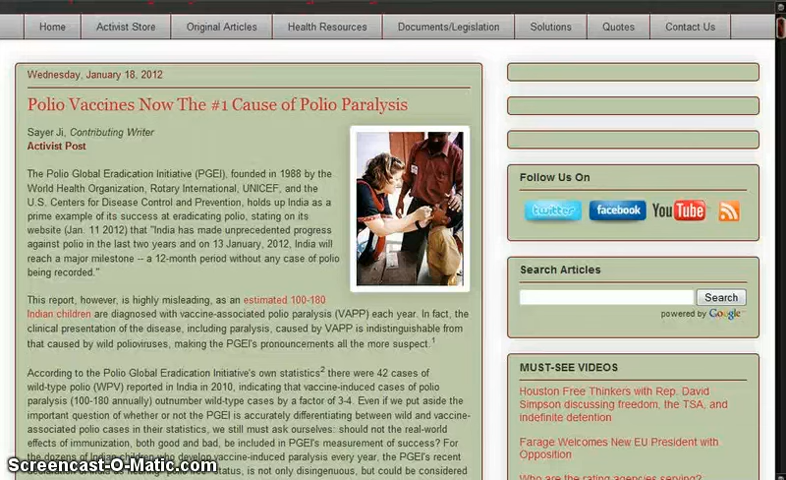 Home
Activist Store
Original Articles
Health Resources
Documents/Legislation
Solutions
Quotes
Contact Us
Wednesday, January 18, 2012
Polio Vaccines Now The #1 Cause of Polio Paralysis
Sayer Ji, Contributing Writer
Activist Post
The Polio Global Eradication Initiative (PGEI), founded in 1988 by the
World Health Organization, Rotary International, UNICEF, and the
U.S. Centers for Disease Control and Prevention, holds up India as a
prime example of its success at eradicating polio, stating on its
website (Jan. 11 2012) that "India has made unprecedented progress
against polio in the last two years and on 13 January, 2012, India will
reach a major milestone -- a 12-month period without any case of polio
being recorded."
This report, however, is highly misleading, as an estimated 100-180
Indian children are diagnosed with vaccine-associated polio paralysis (VAPP) each year. In fact, the
clinical presentation of the disease, including paralysis, caused by VAPP is indistinguishable from
that caused by wild polioviruses, making the PGEI's pronouncements all the more suspect.1
According to the Polio Global Eradication Initiative's own statistics2 there were 42 cases of
wild-type polio (WPV) reported in India in 2010, indicating that vaccine-induced cases of polio
paralysis (100-180 annually) outnumber wild-type cases by a factor of 3-4. Even if we put aside the
important question of whether or not the PGEI is accurately differentiating between wild and vaccine-
associated polio cases in their statistics, we still must ask ourselves: should not the real-world
effects of immunization, both good and bad, be included in PGEI's measurement of success? For
the dozens of Indian children who develop vaccine-induced paralysis every year, the PGEI's recent
status, is not only disingenuous, but could be considered
Follow Us On
twitter
facebook
YouTube
Search Articles
Search
powered by Google
MUST-SEE VIDEOS
Houston Free Thinkers with Rep. David
Simpson discussing freedom, the TSA, and
indefinite detention
Farage Welcomes New EU President with
Opposition
Who are the rating agencies serving?
Screencast-O-Matic.com